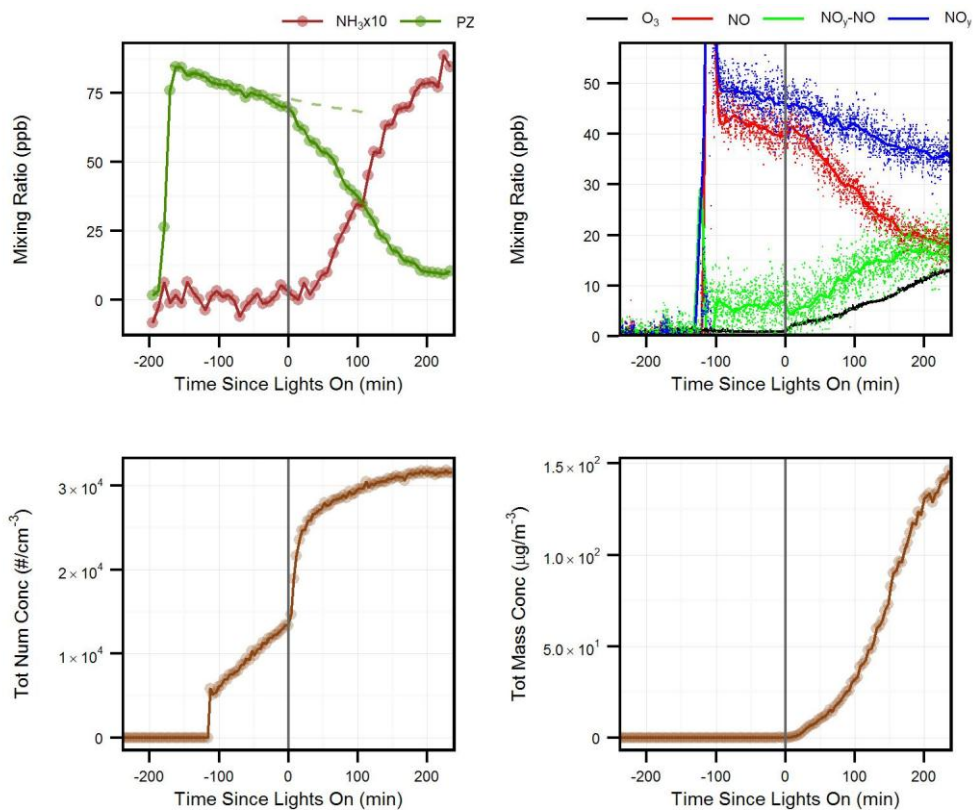 NH₃x10 PZ
Mixing Ratio (ppb)
75
50
25
0
-200 -100 0 100 200
Time Since Lights On (min)
O₃ NO NOᵧ-NO NOᵧ
Mixing Ratio (ppb)
50
40
30
20
10
0
-200 -100 0 100 200
Time Since Lights On (min)
Tot Num Conc (#/cm⁻³)
3 × 10⁴
2 × 10⁴
1 × 10⁴
0
-200 -100 0 100 200
Time Since Lights On (min)
Tot Mass Conc (μg/m⁻³)
1.5 × 10²
1.0 × 10²
5.0 × 10¹
0
-200 -100 0 100 200
Time Since Lights On (min)